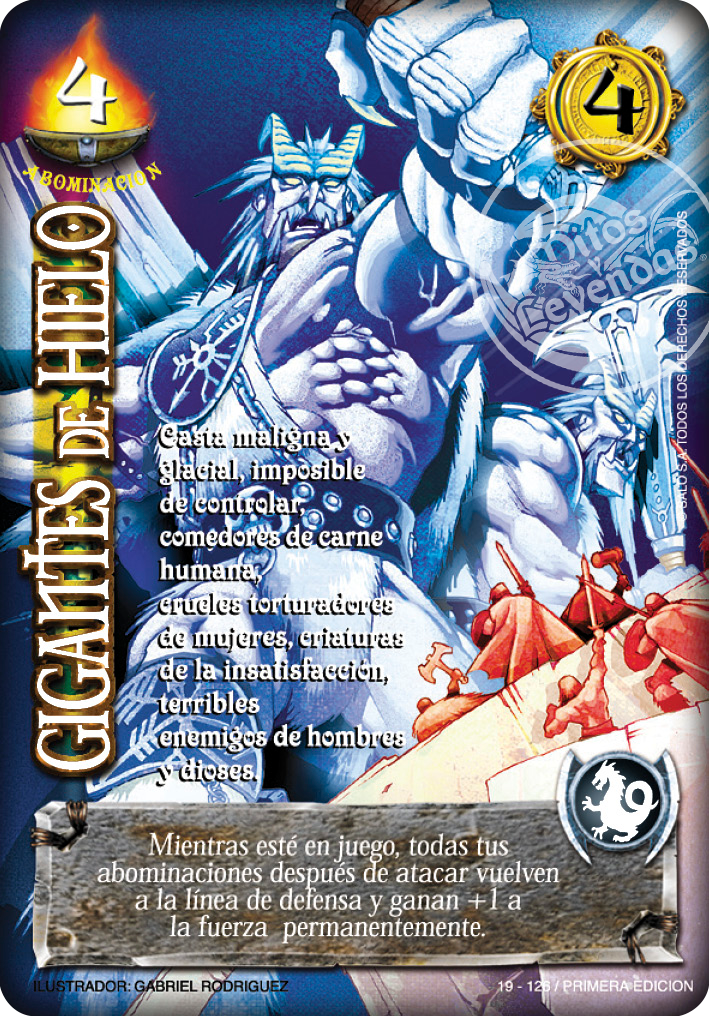 4
4
ABOMINACION
GIGANTES DE HIELO
Mitos
y
Leyendas
®
© SALO S.A. TODOS LOS DERECHOS RESERVADOS
Casta maligna y
glacial, imposible
de controlar,
comedores de carne
humana,
crueles torturadores
de mujeres, criaturas
de la insatisfacción,
terribles
enemigos de hombres
y dioses.
Mientras esté en juego, todas tus
abominaciones después de atacar vuelven
a la línea de defensa y ganan +1 a
la fuerza permanentemente.
ILUSTRADOR: GABRIEL RODRIGUEZ
19 - 126 / PRIMERA EDICION